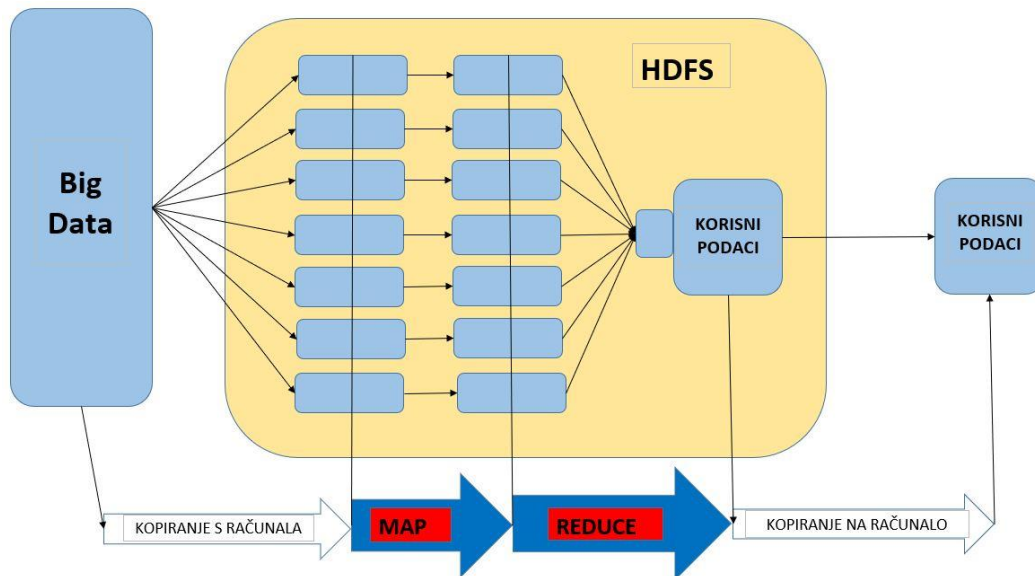 Big
Data
HDFS
KORISNI
PODACI
KORISNI
PODACI
KOPIRANJE S RAČUNALA
MAP
REDUCE
KOPIRANJE NA RAČUNALO